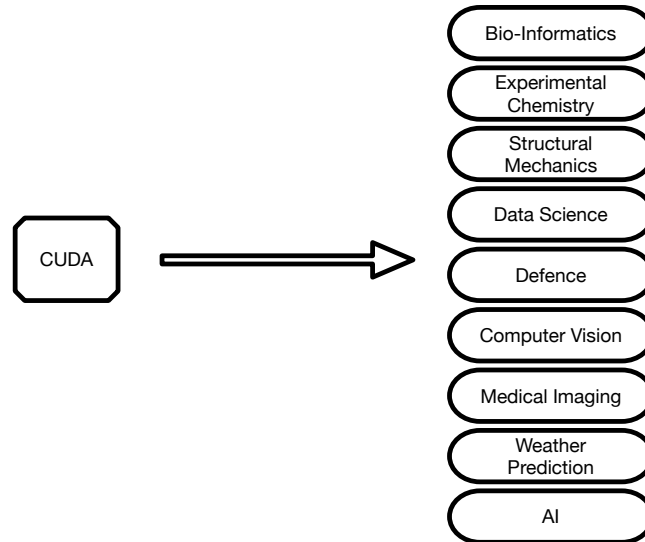 Bio-Informatics
Experimental
Chemistry
Structural
Mechanics
Data Science
CUDA
Defence
Computer Vision
Medical Imaging
Weather
Prediction
AI